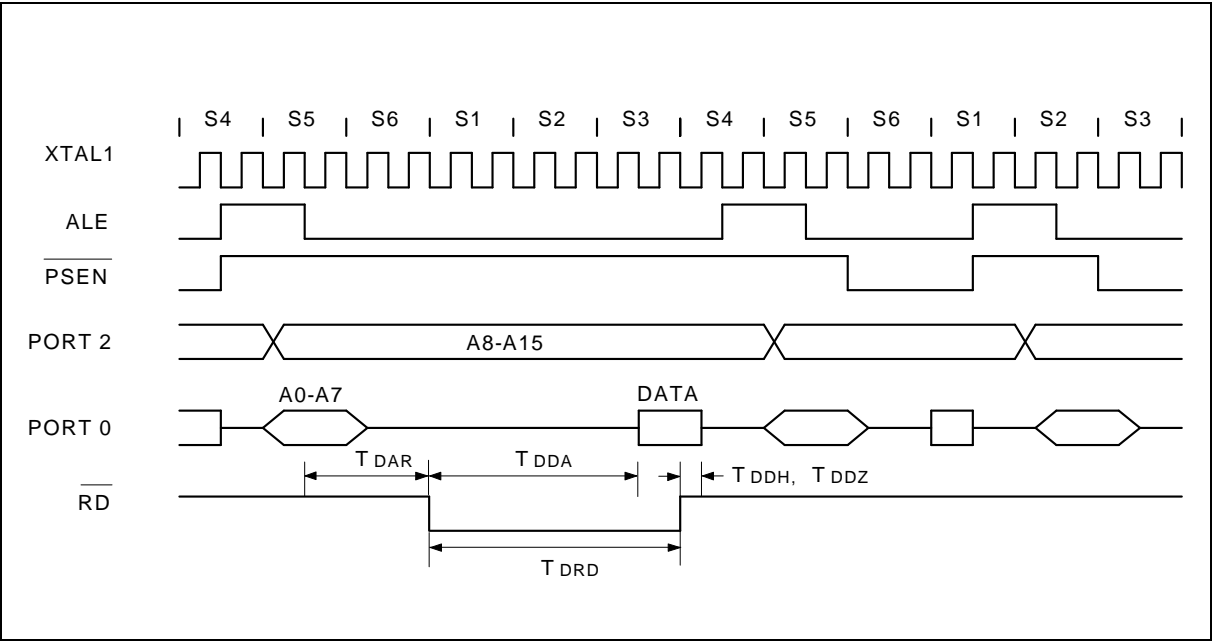 S4 S5 S6 S1 S2 S3 S4 S5 S6 S1 S2 S3
XTAL1
ALE
PSEN
PORT 2
A8-A15
A0-A7
DATA
PORT 0
T DAR
T DDA
T DDH, T DDZ
RD
T DRD